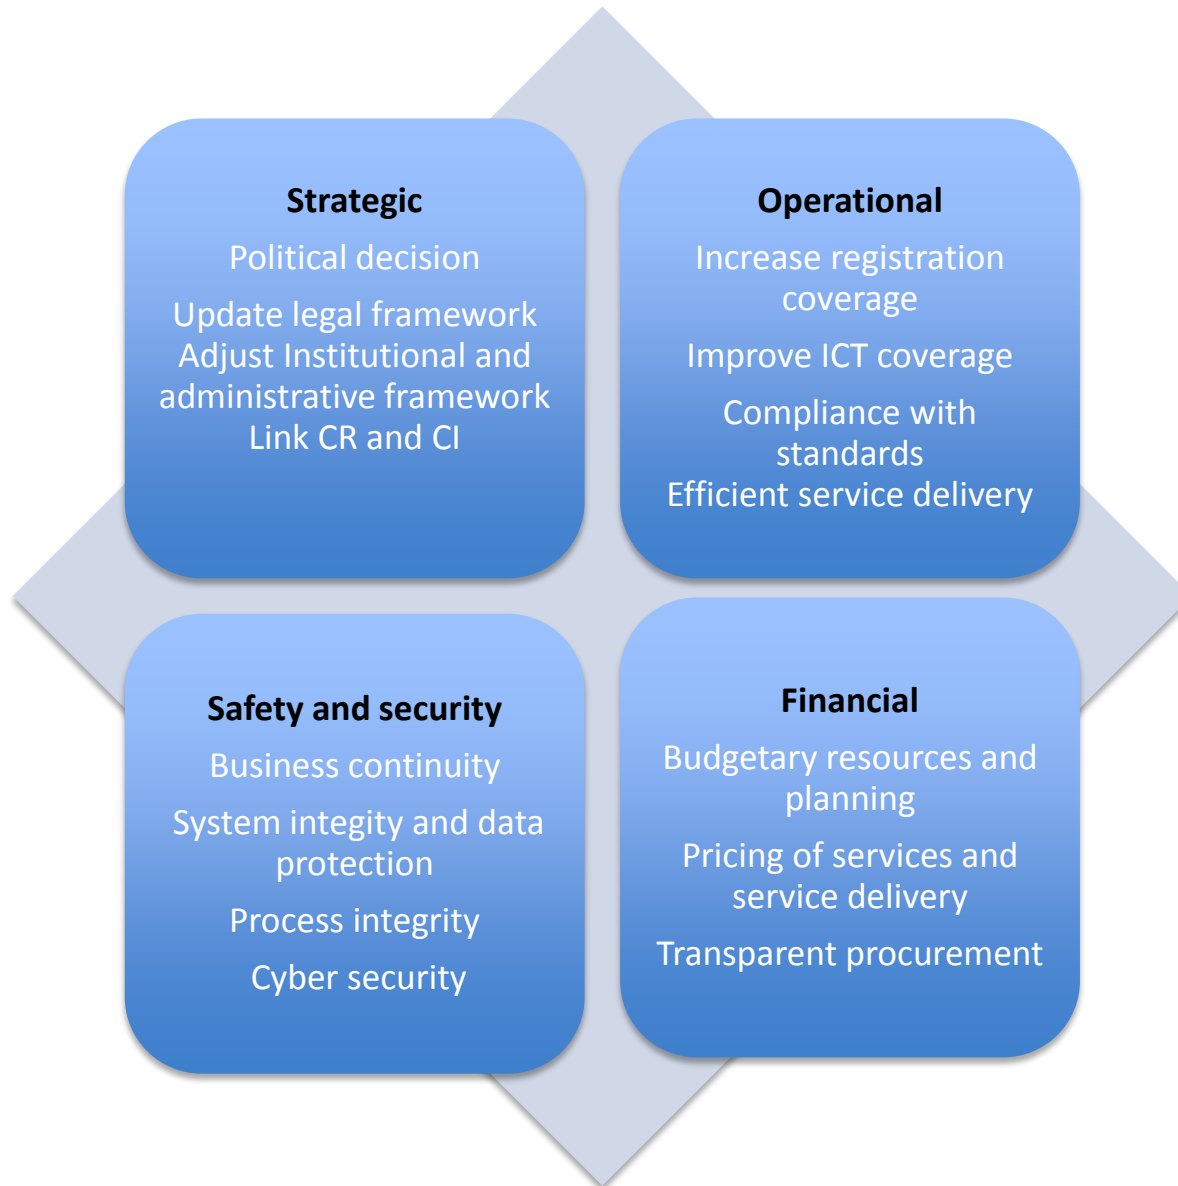 Strategic
Political decision
Update legal framework
Adjust Institutional and
administrative framework
Link CR and CI
Operational
Increase registration
coverage
Improve ICT coverage
Compliance with
standards
Efficient service delivery
Safety and security
Business continuity
System integity and data
protection
Process integrity
Cyber security
Financial
Budgetary resources and
planning
Pricing of services and
service delivery
Transparent procurement